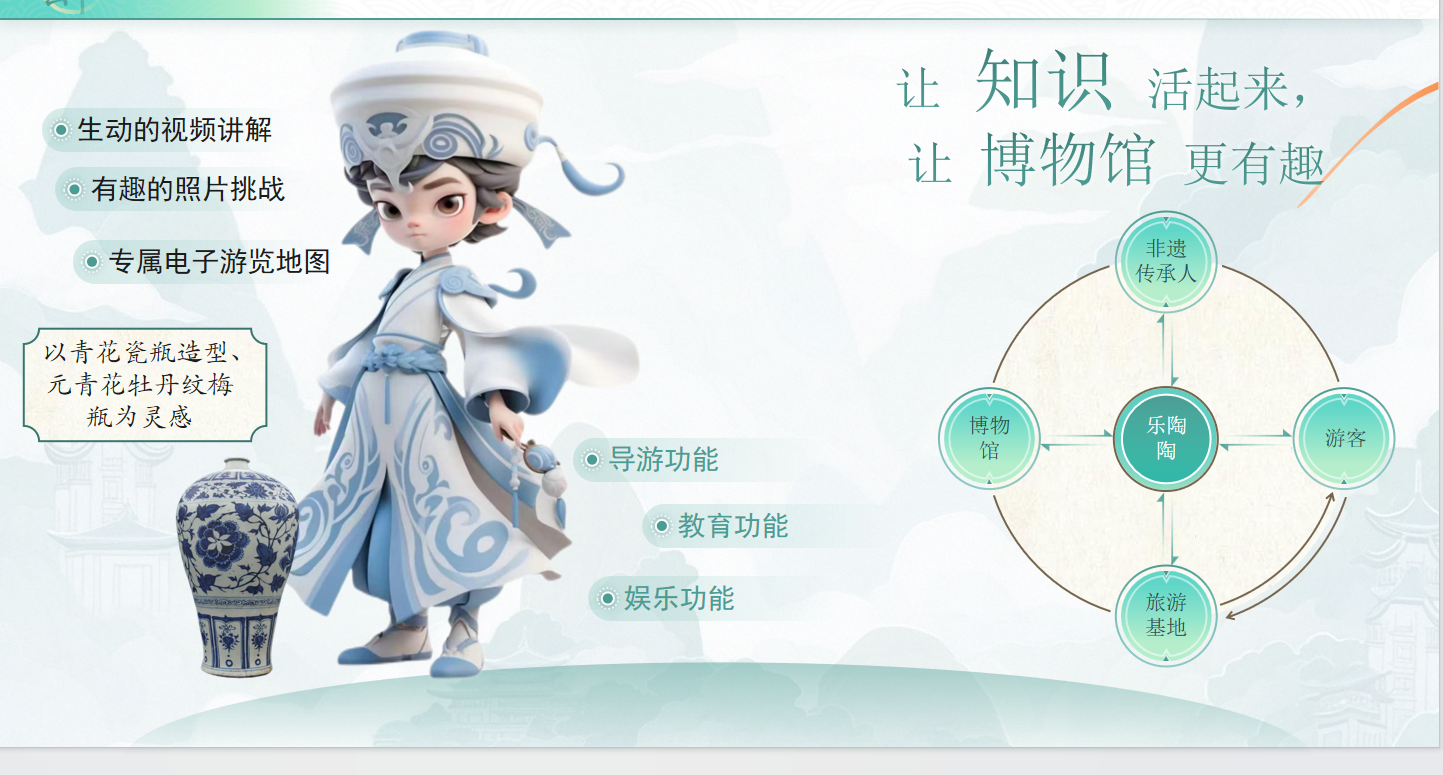 生动的视频讲解
有趣的照片挑战
专属电子游览地图
以青花瓷瓶造型、
元青花牡丹纹梅
瓶为灵感
导游功能
教育功能
娱乐功能
让 知识 活起来，
让 博物馆 更有趣
非遗
传承人
博物
馆
乐陶
陶
游客
旅游
基地